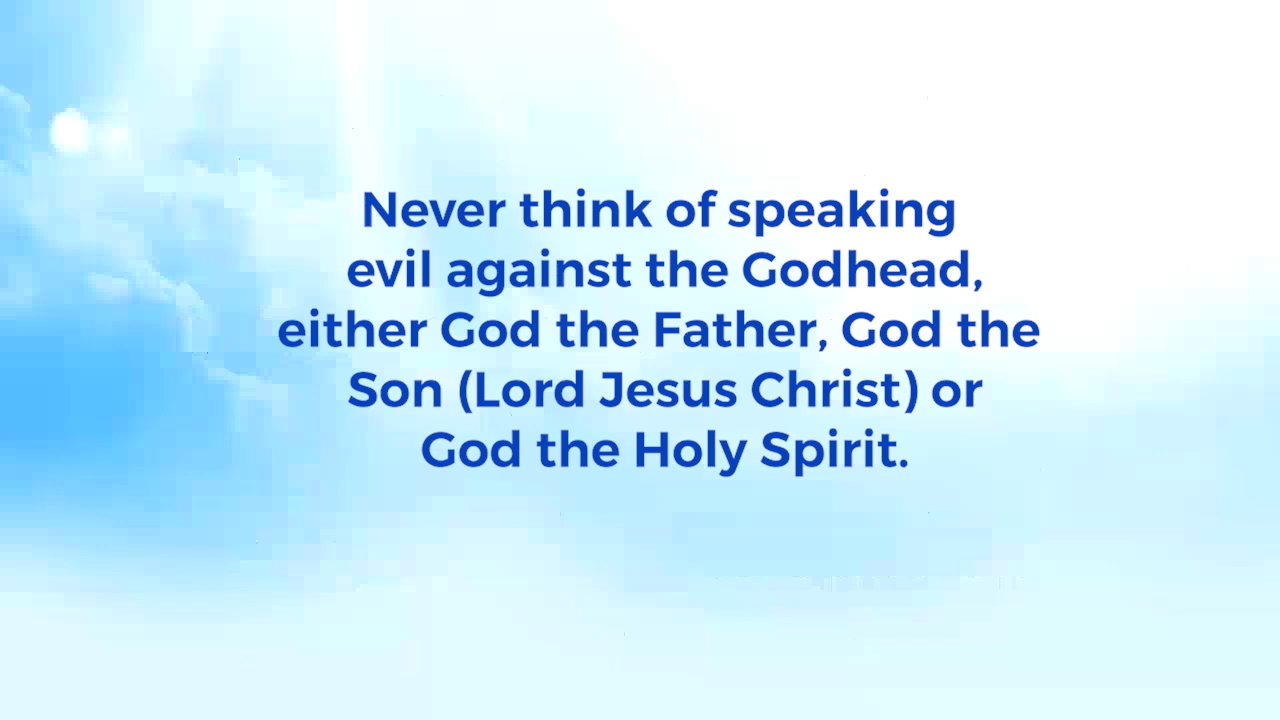 Never think of speaking
evil against the Godhead,
either God the Father, God the
Son (Lord Jesus Christ) or
God the Holy Spirit.